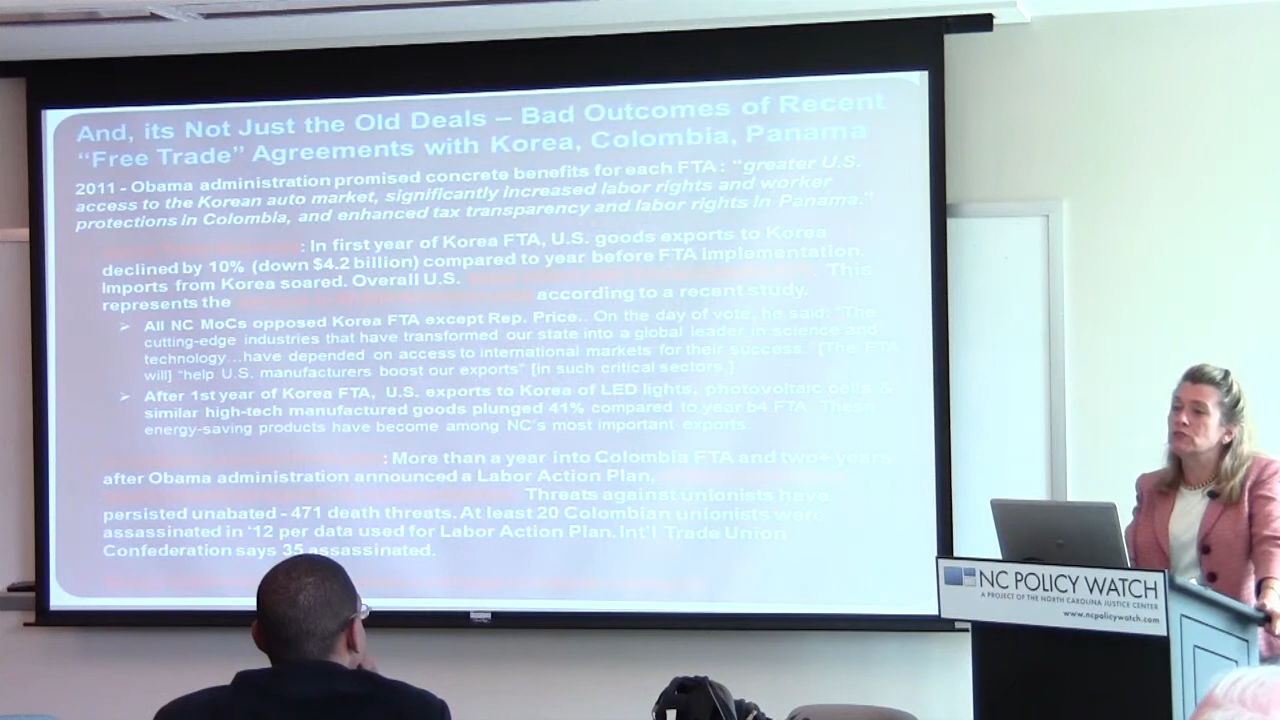 And, its Not Just the Old Deals – Bad Outcomes of Recent
“Free Trade” Agreements with Korea, Colombia, Panama
2011 - Obama administration promised concrete benefits for each FTA : “greater U.S.
access to the Korean auto market, significantly increased labor rights and worker
protections in Colombia, and enhanced tax transparency and labor rights in Panama.”
: In first year of Korea FTA, U.S. goods exports to Korea
declined by 10% (down $4.2 billion) compared to year before FTA implementation.
Imports from Korea soared. Overall U.S. . This
represents the according to a recent study.
➢ All NC MoCs opposed Korea FTA except Rep. Price. On the day of vote, he said: “The
cutting-edge industries that have transformed our state into a global leader in science and
technology…have depended on access to international markets for their success.” [The FTA
will] “help U.S. manufacturers boost our exports” [in such critical sectors.]
➢ After 1st year of Korea FTA, U.S. exports to Korea of LED lights, photovoltaic cells &
similar high-tech manufactured goods plunged 41% compared to year b4 FTA. These
energy-saving products have become among NC’s most important exports.
: More than a year into Colombia FTA and two+ years
after Obama administration announced a Labor Action Plan,
Threats against unionists have
persisted unabated - 471 death threats. At least 20 Colombian unionists were
assassinated in ‘12 per data used for Labor Action Plan. Int’l Trade Union
Confederation says 35 assassinated.
NC POLICY WATCH
A PROJECT OF THE NORTH CAROLINA JUSTICE CENTER
www.ncpolicywatch.com